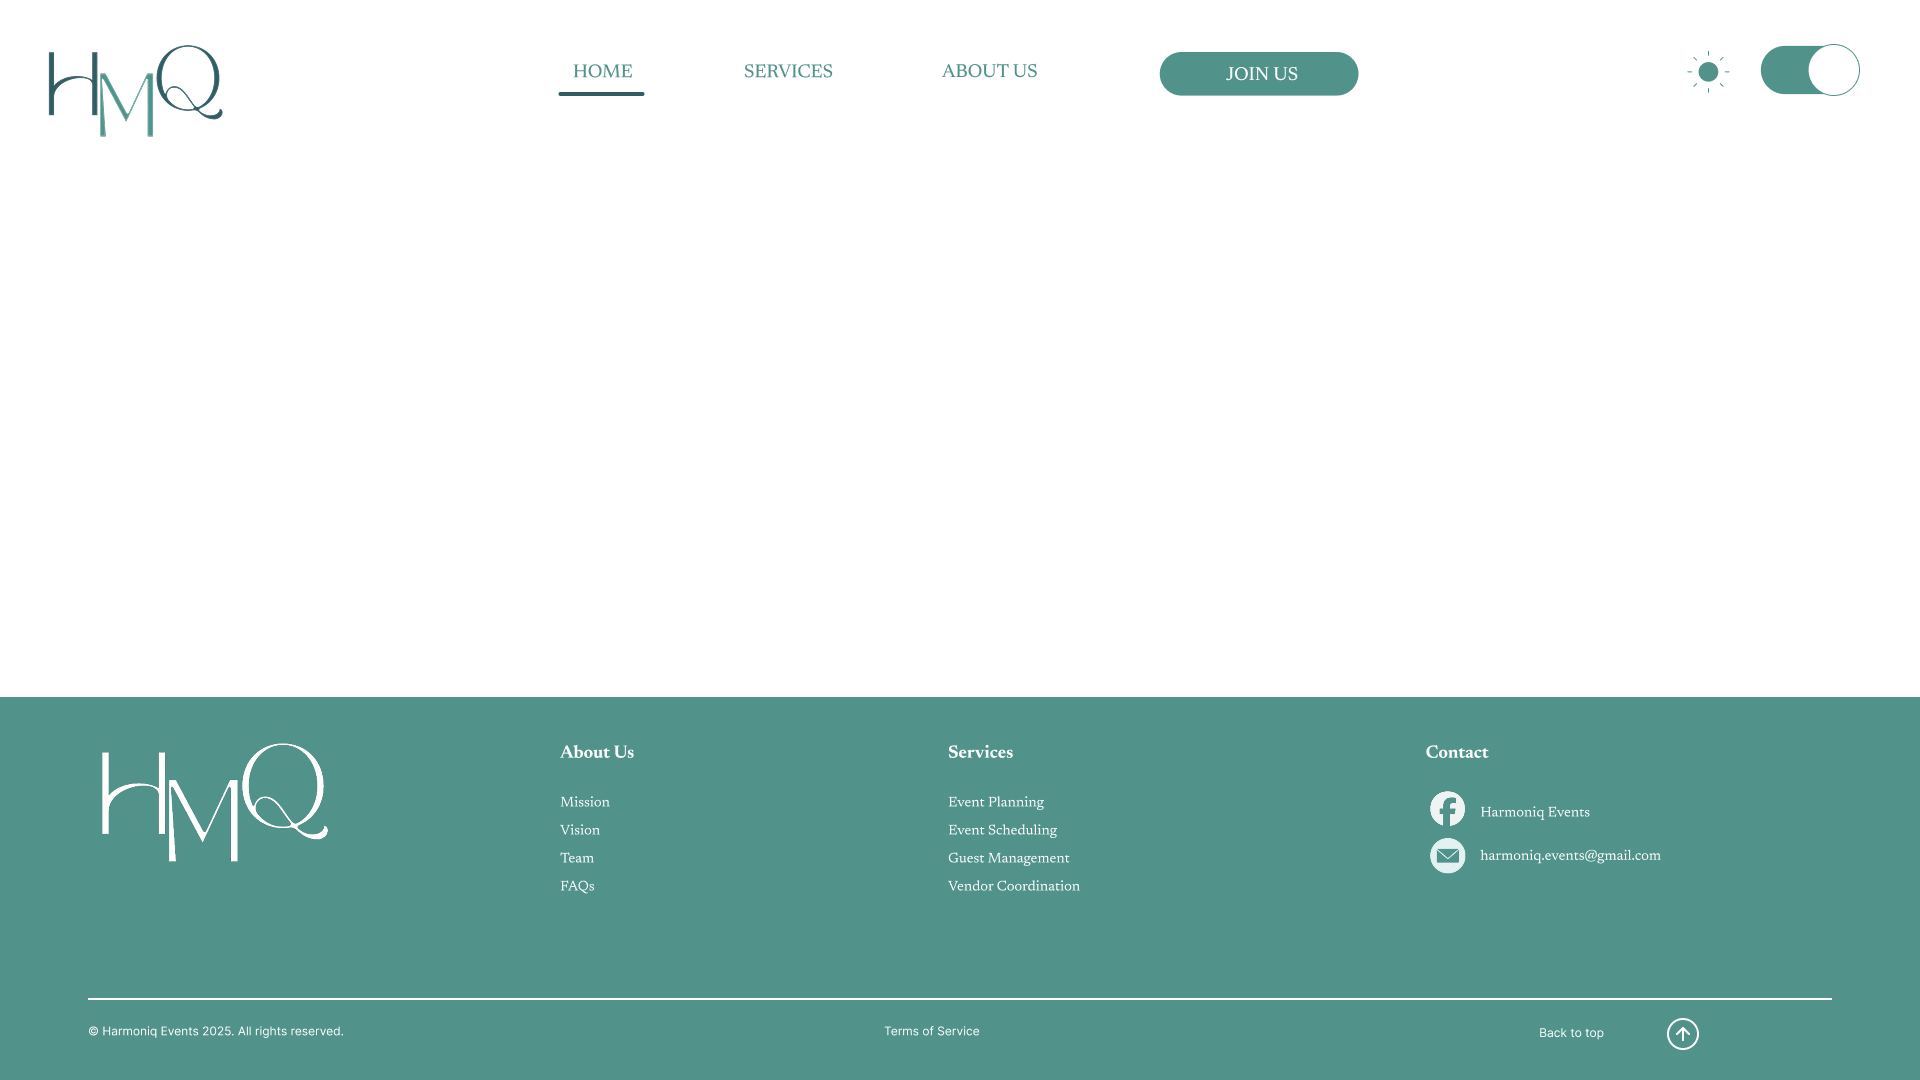 HMQ
HOME
SERVICES
ABOUT US
JOIN US
HMQ
About Us
Mission
Vision
Team
FAQs
Services
Event Planning
Event Scheduling
Guest Management
Vendor Coordination
Contact
Harmoniq Events
harmoniq.events@gmail.com
© Harmoniq Events 2025. All rights reserved.
Terms of Service
Back to top